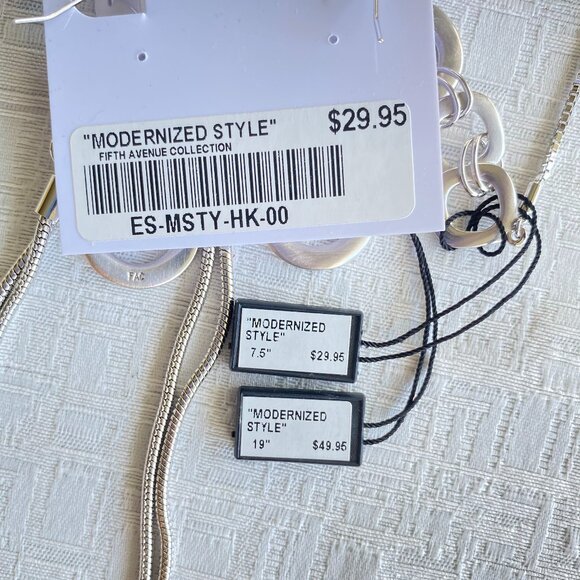 "MODERNIZED STYLE" $29.95
FIFTH AVENUE COLLECTION
ES-MSTY-HK-00
FAC
"MODERNIZED
STYLE"
7.5" $29.95
"MODERNIZED
STYLE"
19" $49.95